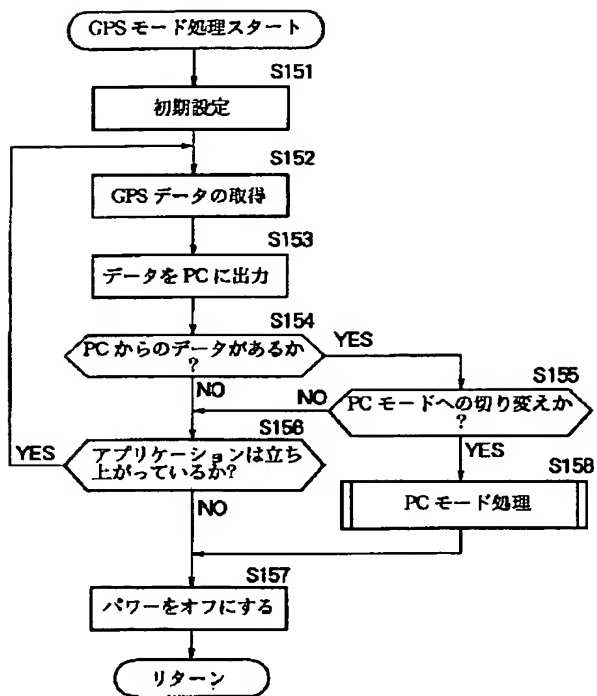 GPSモード処理スタート
S151
初期設定
S152
GPSデータの取得
S153
データをPCに出力
S154
PCからのデータがあるか
?
YES
NO
S155
PCモードへの切り変えか
?
NO
YES
S156
アプリケーションは立ち
上がっているか?
YES
NO
S158
PCモード処理
S157
パワーをオフにする
リターン